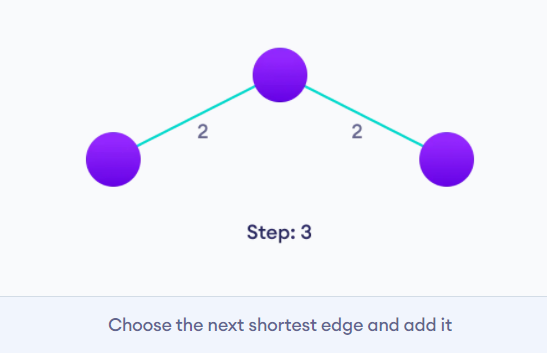 2 2
Step: 3
Choose the next shortest edge and add it